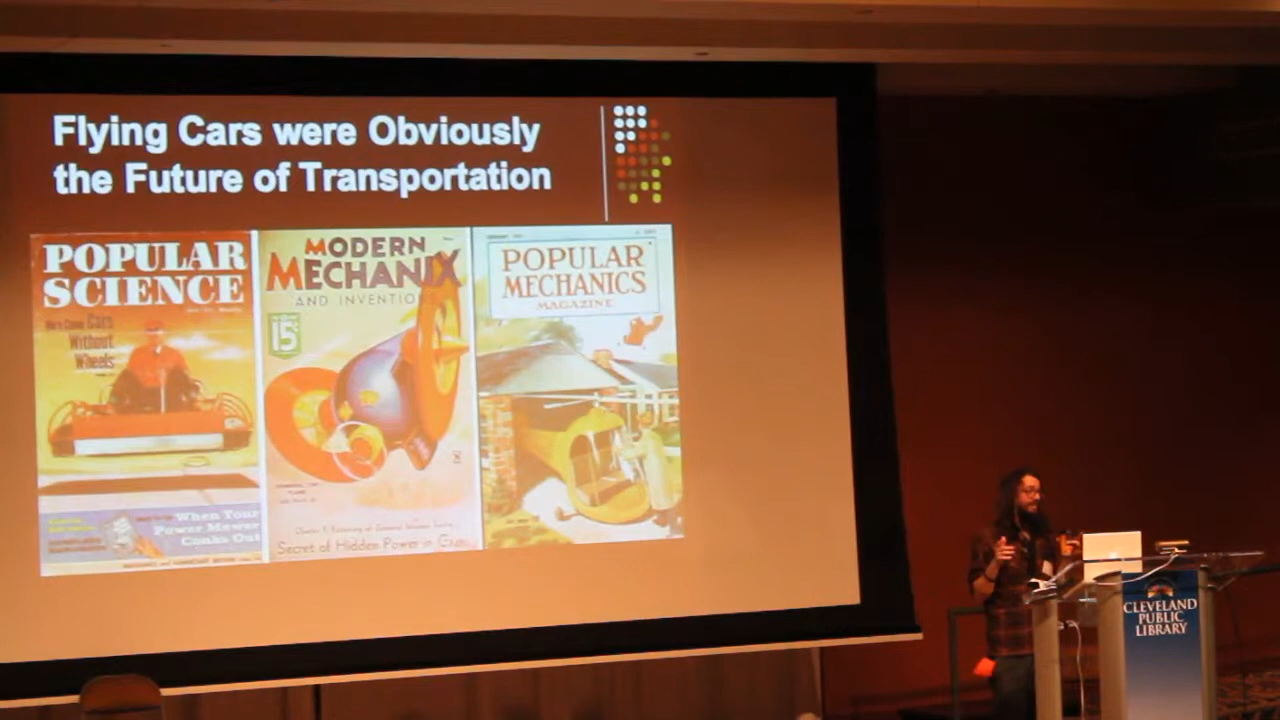 Flying Cars were Obviously
the Future of Transportation
POPULAR
SCIENCE
Cars
Without
Wheels
When Your
Power Mower
Conks Out
MODERN
MECHANIX
AND INVENTIONS
15¢
Secret of Hidden Power in
POPULAR
MECHANICS
MAGAZINE
CLEVELAND
PUBLIC
LIBRARY